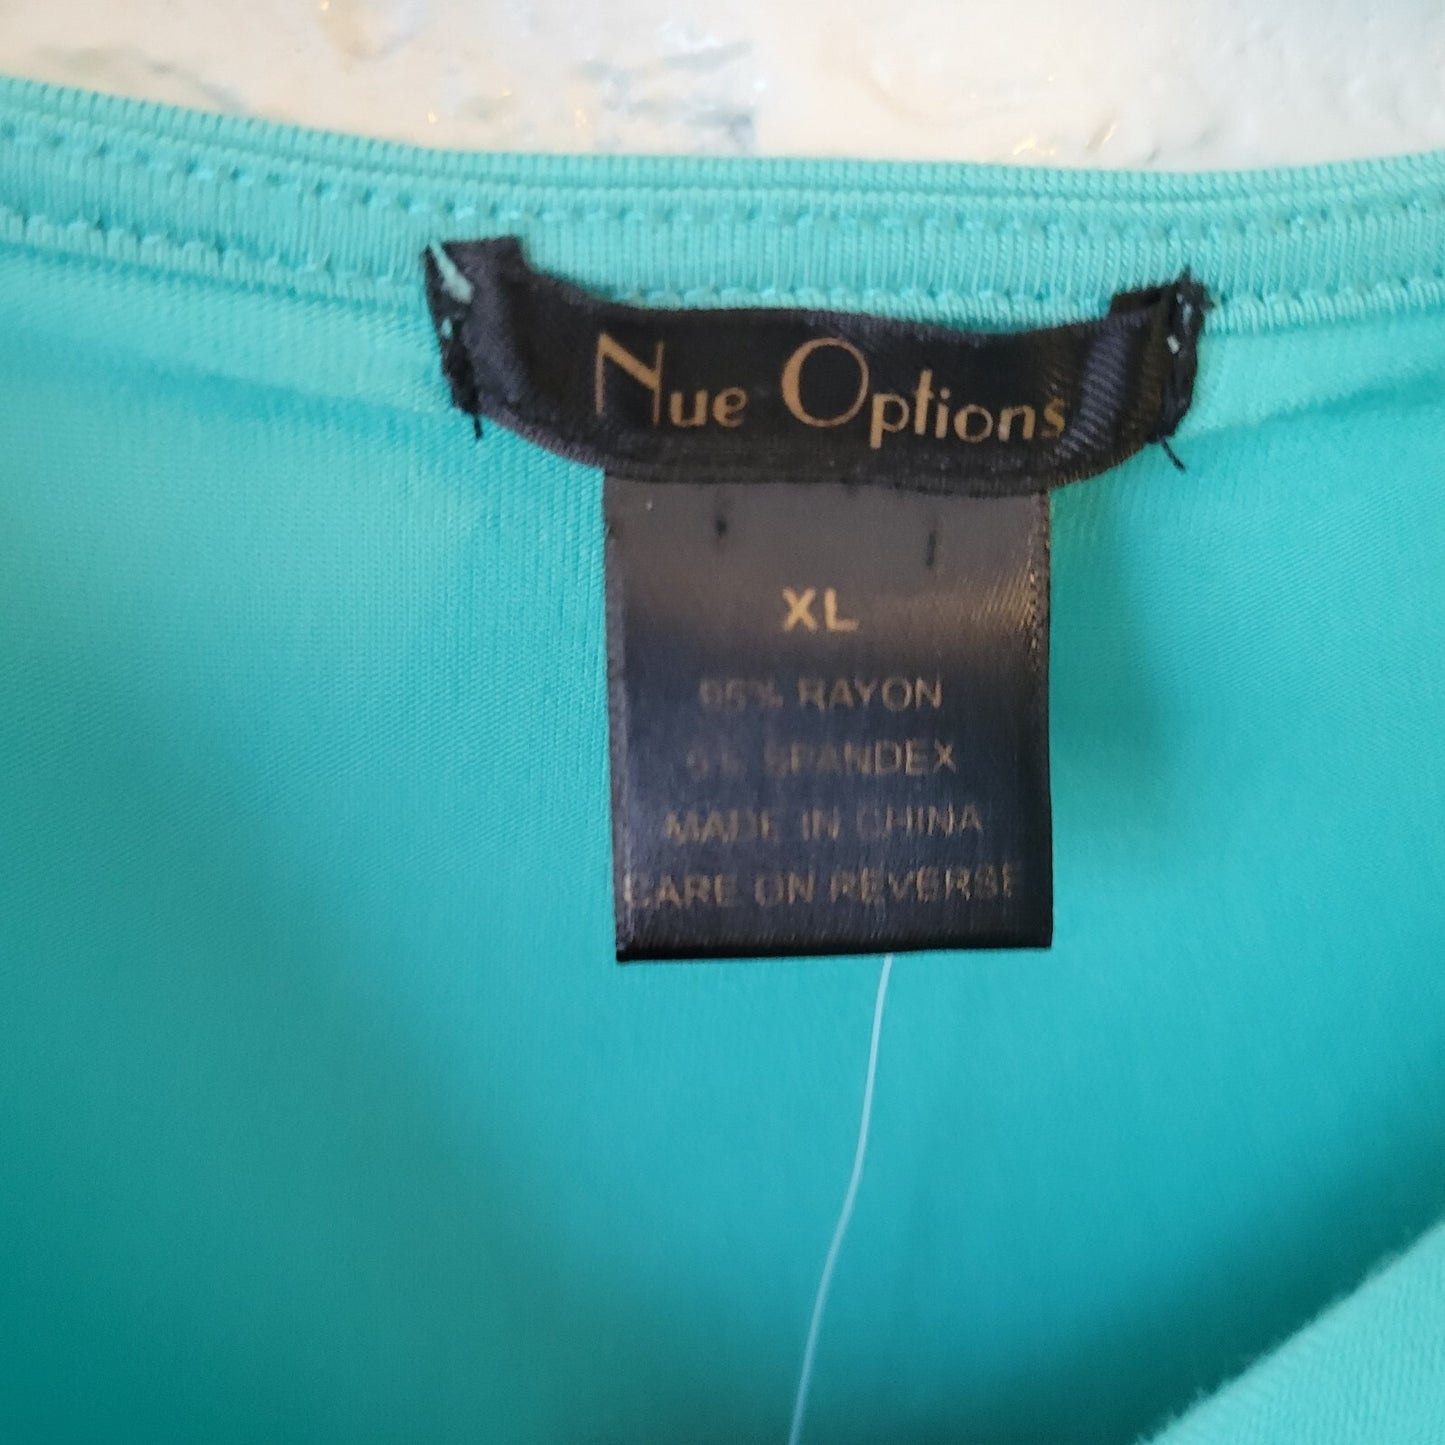 Nue Options
XL
95% RAYON
5% SPANDEX
MADE IN CHINA
CARE ON REVERSE